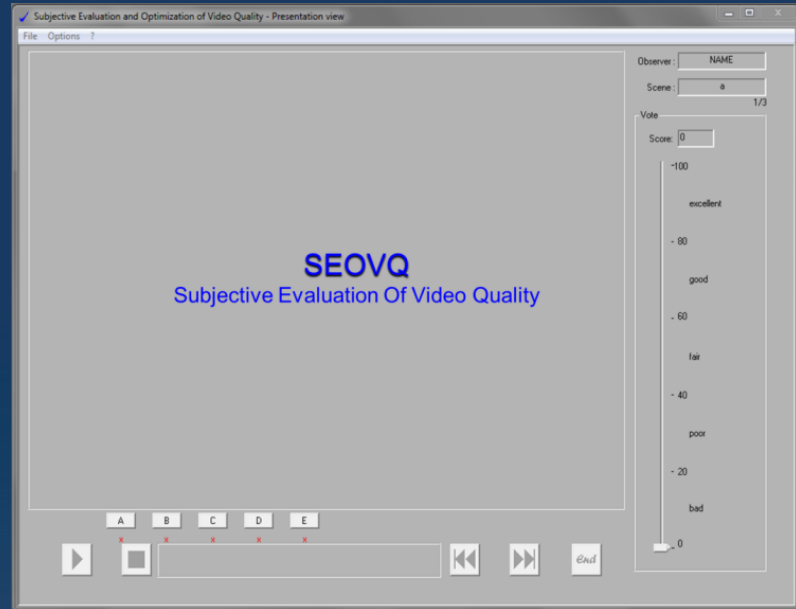 Subjective Evaluation and Optimization of Video Quality - Presentation view
File Options ?
Observer : NAME
Scene : a
1/3
Vote
Score: 0
100
excellent
80
good
60
fair
40
poor
20
bad
0
SEOVQ
Subjective Evaluation Of Video Quality
A B C D E
x x x x x
end